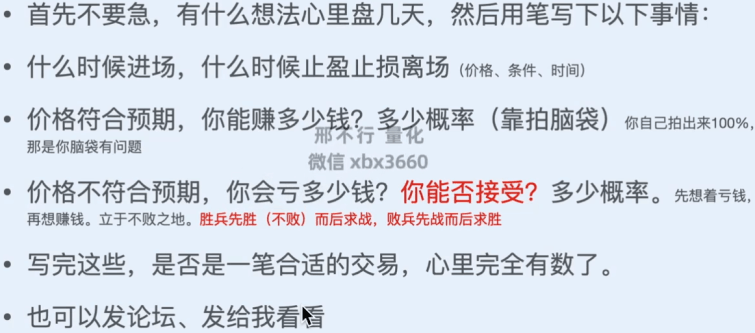 • 首先不要急，有什么想法心里盘几天，然后用笔写下以下事情：
• 什么时候进场，什么时候止盈止损离场（价格、条件、时间）
• 价格符合预期，你能赚多少钱？多少概率（靠拍脑袋）你自己拍出来100%，
那是你脑袋有问题
邢不行 量化
微信 xbx3660
• 价格不符合预期，你会亏多少钱？你能否接受？多少概率。先想着亏钱，
再想赚钱。立于不败之地。胜兵先胜（不败）而后求战，败兵先战而后求胜
• 写完这些，是否是一笔合适的交易，心里完全有数了。
• 也可以发论坛、发给我看看